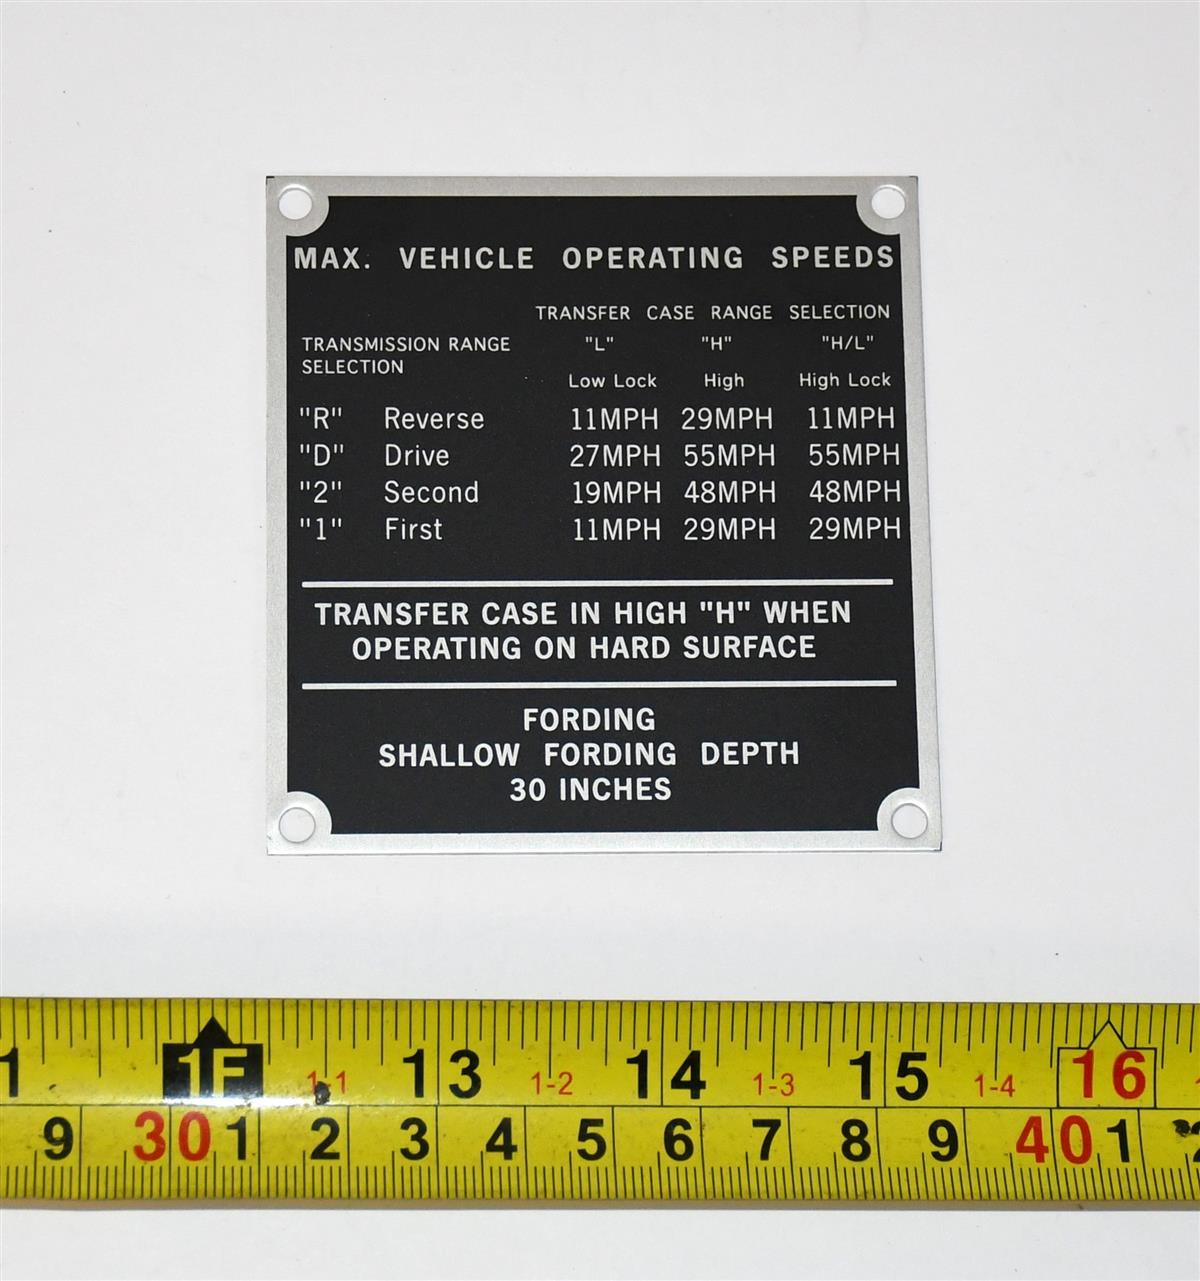 MAX. VEHICLE OPERATING SPEEDS
TRANSFER CASE RANGE SELECTION
TRANSMISSION RANGE SELECTION "L" "H" "H/L"
Low Lock High High Lock
"R" Reverse 11MPH 29MPH 11MPH
"D" Drive 27MPH 55MPH 55MPH
"2" Second 19MPH 48MPH 48MPH
"1" First 11MPH 29MPH 29MPH
TRANSFER CASE IN HIGH "H" WHEN
OPERATING ON HARD SURFACE
FORDING
SHALLOW FORDING DEPTH
30 INCHES
1 1F 1-1 13 1-2 14 1-3 15 1-4 16
9 30 1 2 3 4 5 6 7 8 9 40 1 2